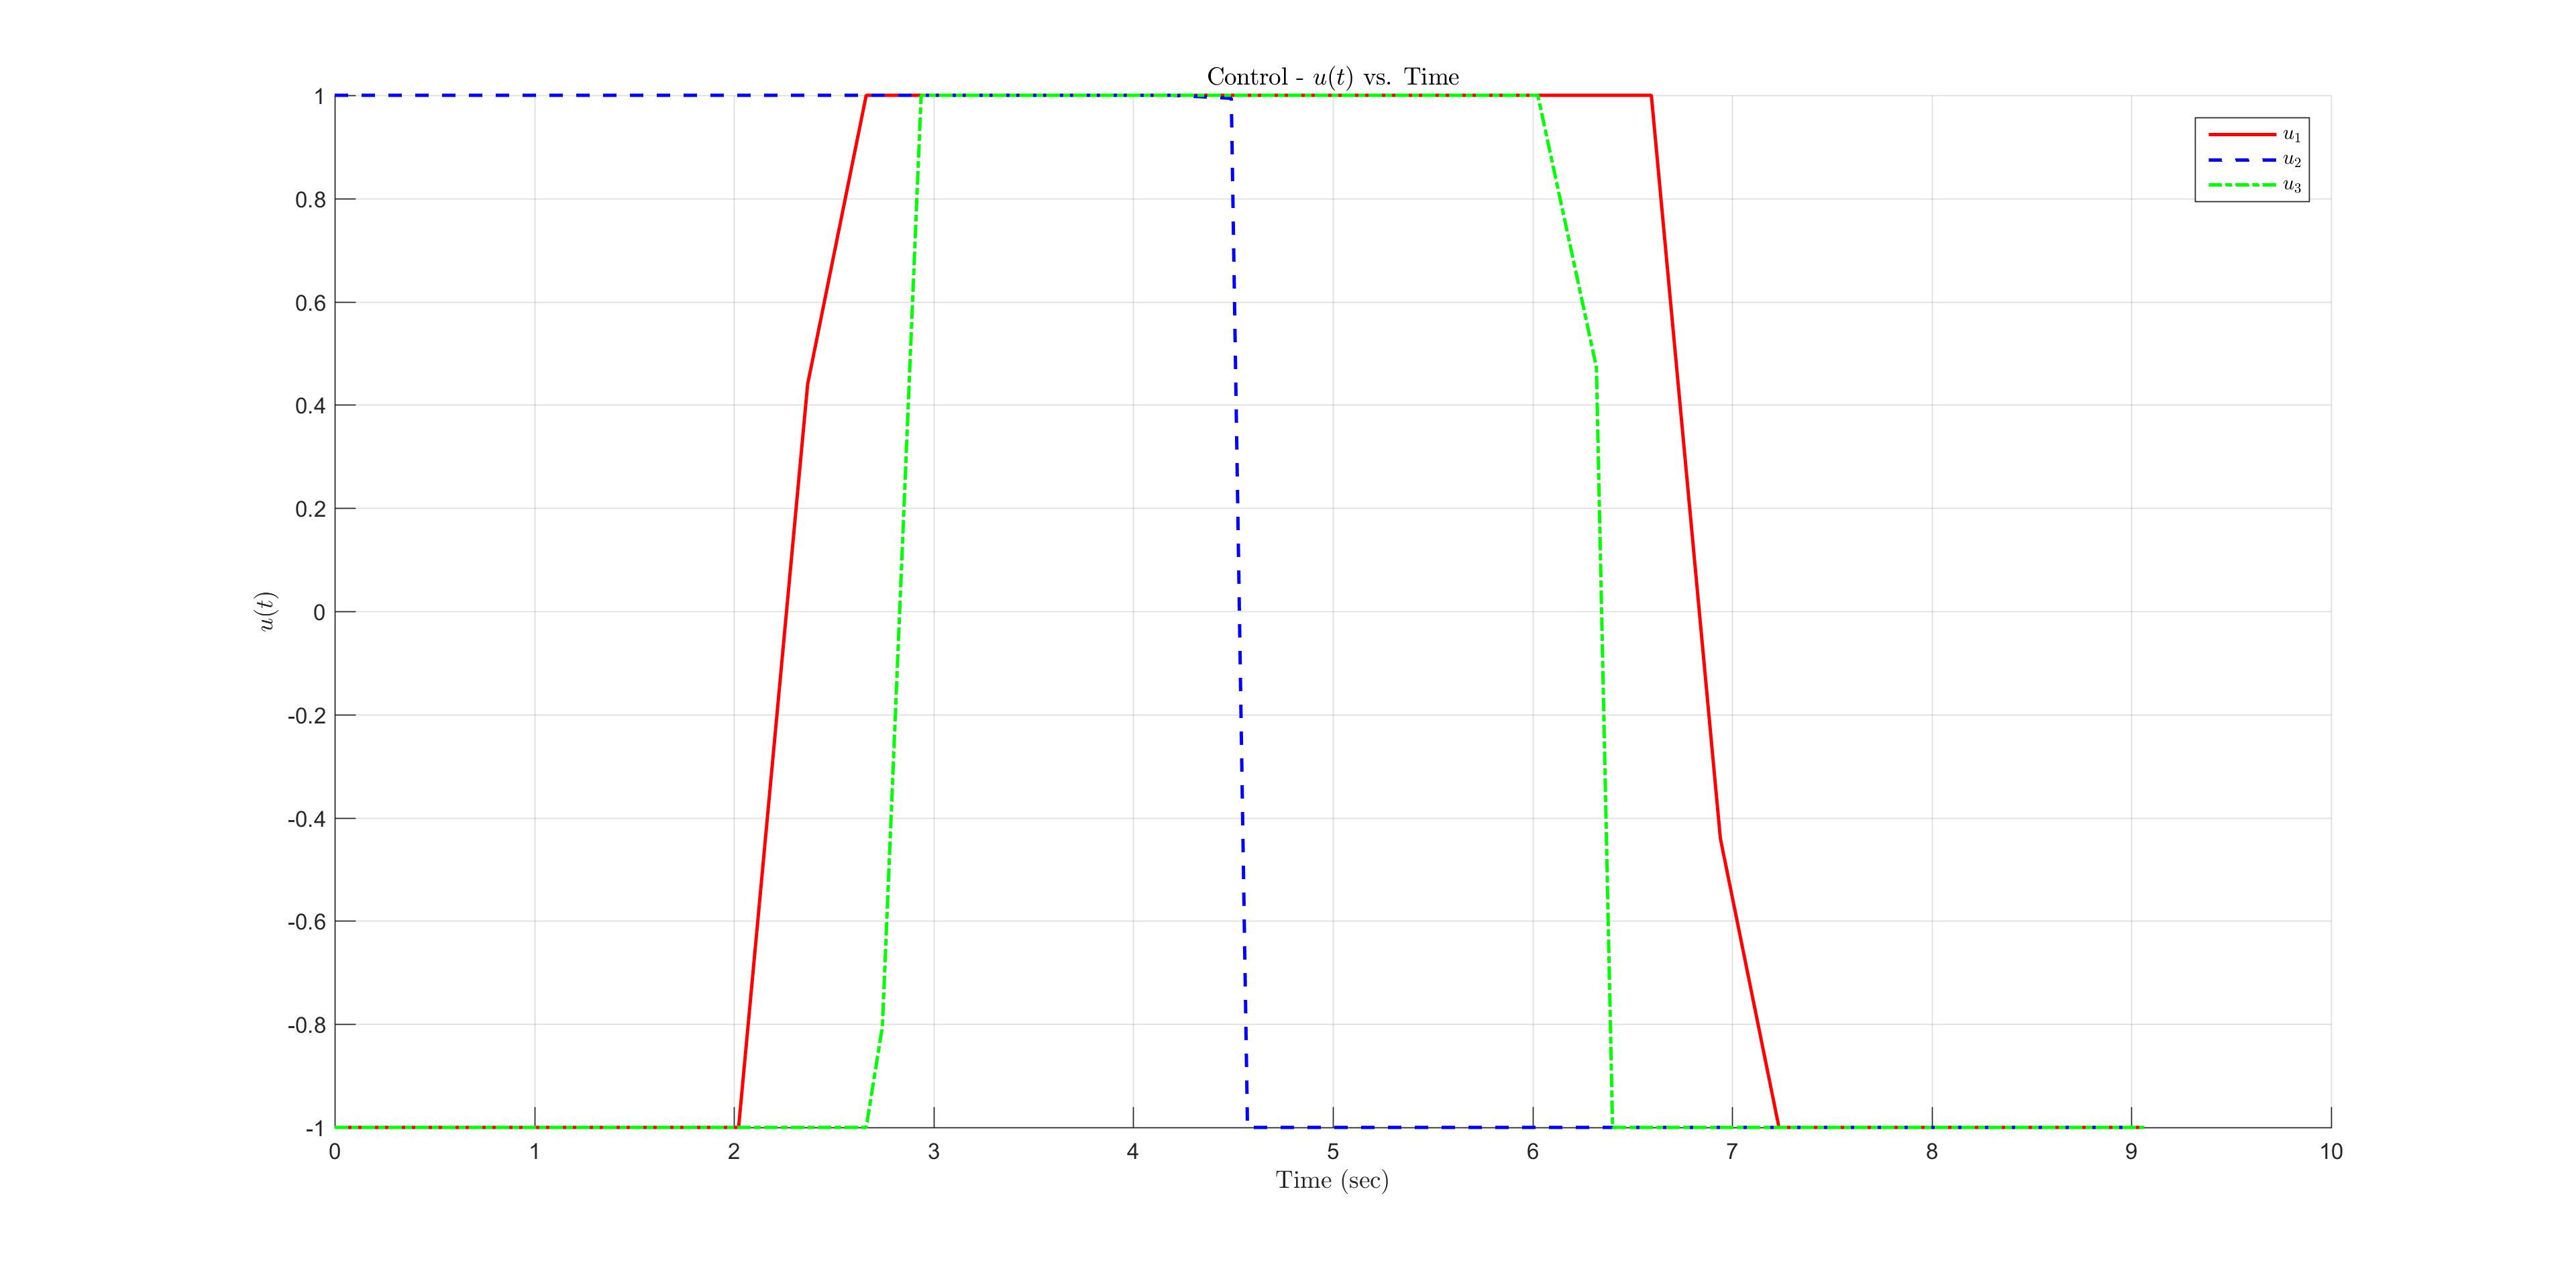 Control - u(t) vs. Time
1
0.8
0.6
0.4
0.2
0
-0.2
-0.4
-0.6
-0.8
-1
u(t)
u₁
u₂
u₃
0 1 2 3 4 5 6 7 8 9 10
Time (sec)